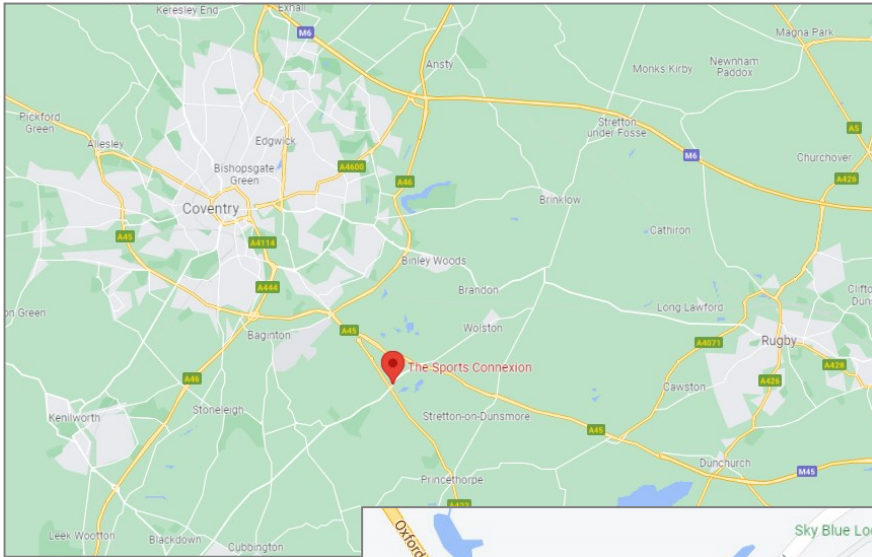 Keresley End
Exhall
M6
Magna Park
Ansty
Monks Kirby
Newnham
Paddox
Pickford
Green
Stretton
under Fosse
A5
Allesley
Edgwick
M6
Churchover
Bishopsgate
Green
A4600
A46
A426
Coventry
Brinklow
A45
A4114
Cathiron
Binley Woods
A444
Brandon
Long Lawford
on Green
Clifto
Duns
Baginton
A45
Wolston
A4071
Rugby
The Sports Connexion
A428
A46
Cawston
A426
Kenilworth
Stoneleigh
Stretton-on-Dunsmore
A45
Dunchurch
M45
Princethorpe
A423
Leek Wootton
Blackdown
Cubbington
Oxford
Sky Blue Lo